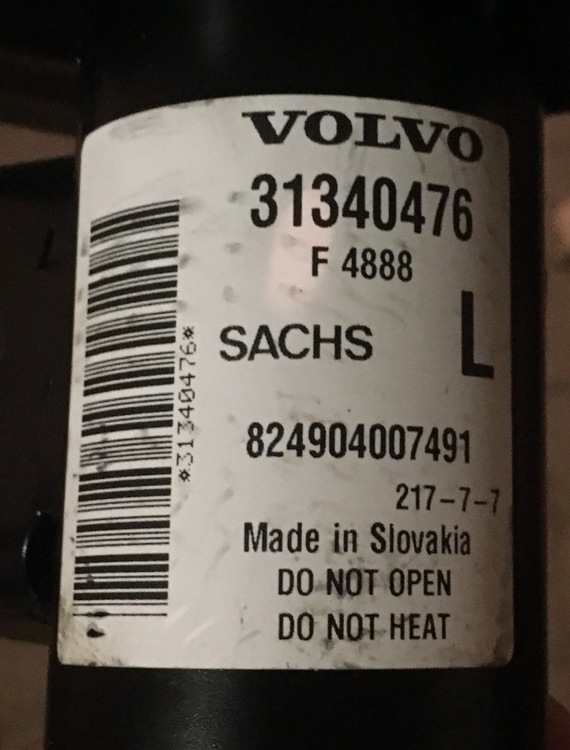 VOLVO
31340476
F 4888
SACHS L
824904007491
217-7-7
Made in Slovakia
DO NOT OPEN
DO NOT HEAT
*31340476*